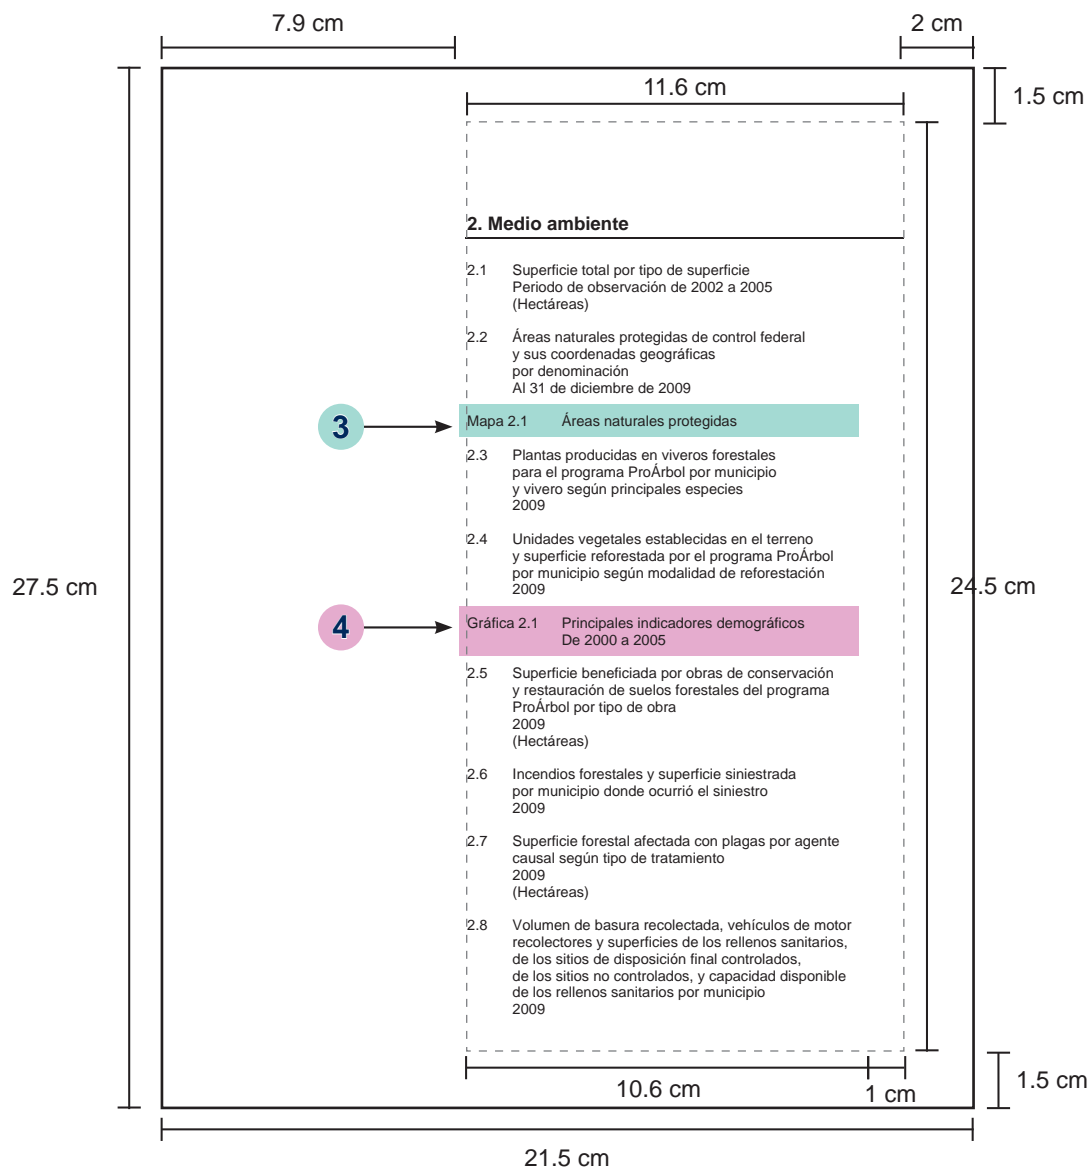 7.9 cm
2 cm
11.6 cm
1.5 cm
2. Medio ambiente
2.1 Superficie total por tipo de superficie
Periodo de observación de 2002 a 2005
(Hectáreas)
2.2 Áreas naturales protegidas de control federal
y sus coordenadas geográficas
por denominación
Al 31 de diciembre de 2009
3
Mapa 2.1 Áreas naturales protegidas
2.3 Plantas producidas en viveros forestales
para el programa ProÁrbol por municipio
y vivero según principales especies
2009
2.4 Unidades vegetales establecidas en el terreno
y superficie reforestada por el programa ProÁrbol
por municipio según modalidad de reforestación
2009
27.5 cm
24.5 cm
4
Gráfica 2.1 Principales indicadores demográficos
De 2000 a 2005
2.5 Superficie beneficiada por obras de conservación
y restauración de suelos forestales del programa
ProÁrbol por tipo de obra
2009
(Hectáreas)
2.6 Incendios forestales y superficie siniestrada
por municipio donde ocurrió el siniestro
2009
2.7 Superficie forestal afectada con plagas por agente
causal según tipo de tratamiento
2009
(Hectáreas)
2.8 Volumen de basura recolectada, vehículos de motor
recolectores y superficies de los rellenos sanitarios,
de los sitios de disposición final controlados,
de los sitios no controlados, y capacidad disponible
de los rellenos sanitarios por municipio
2009
10.6 cm
1 cm
1.5 cm
21.5 cm